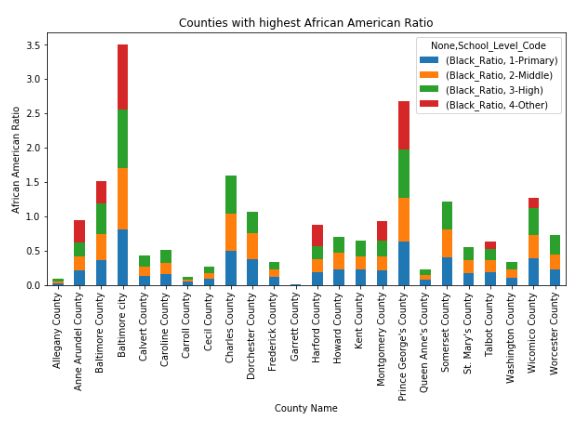 Counties with highest African American Ratio
None,School_Level_Code
(Black_Ratio, 1-Primary)
(Black_Ratio, 2-Middle)
(Black_Ratio, 3-High)
(Black_Ratio, 4-Other)
African American Ratio
3.5
3.0
2.5
2.0
1.5
1.0
0.5
0.0
Allegany County
Anne Arundel County
Baltimore County
Baltimore city
Calvert County
Caroline County
Carroll County
Cecil County
Charles County
Dorchester County
Frederick County
Garrett County
Harford County
Howard County
Kent County
Montgomery County
Prince George's County
Queen Anne's County
Somerset County
St. Mary's County
Talbot County
Washington County
Wicomico County
Worcester County
County Name